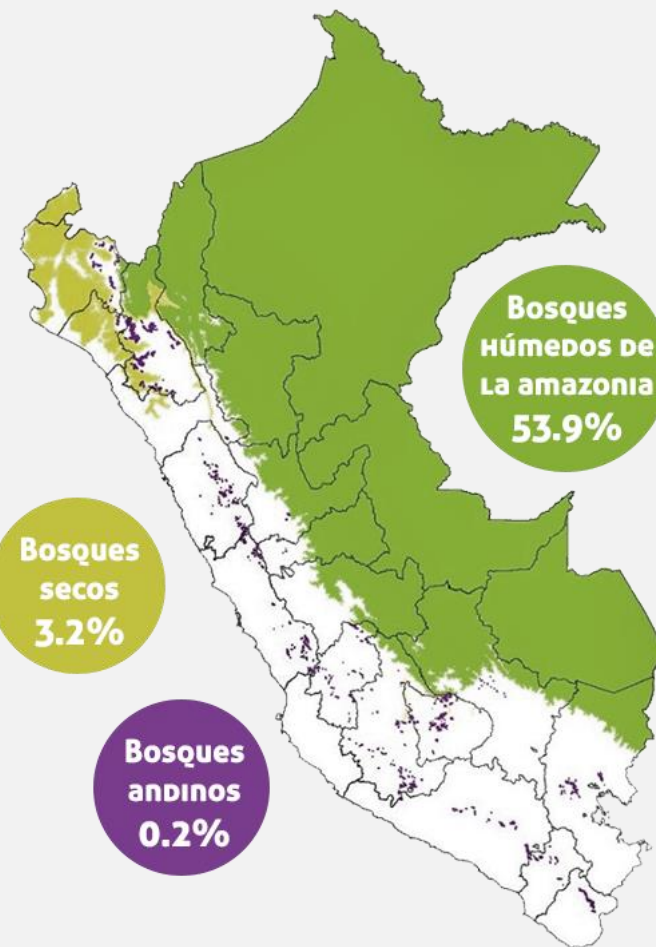 Bosques
HÚMEDOS DE
La amazonia
53.9%
Bosques
secos
3.2%
Bosques
anDINOS
0.2%